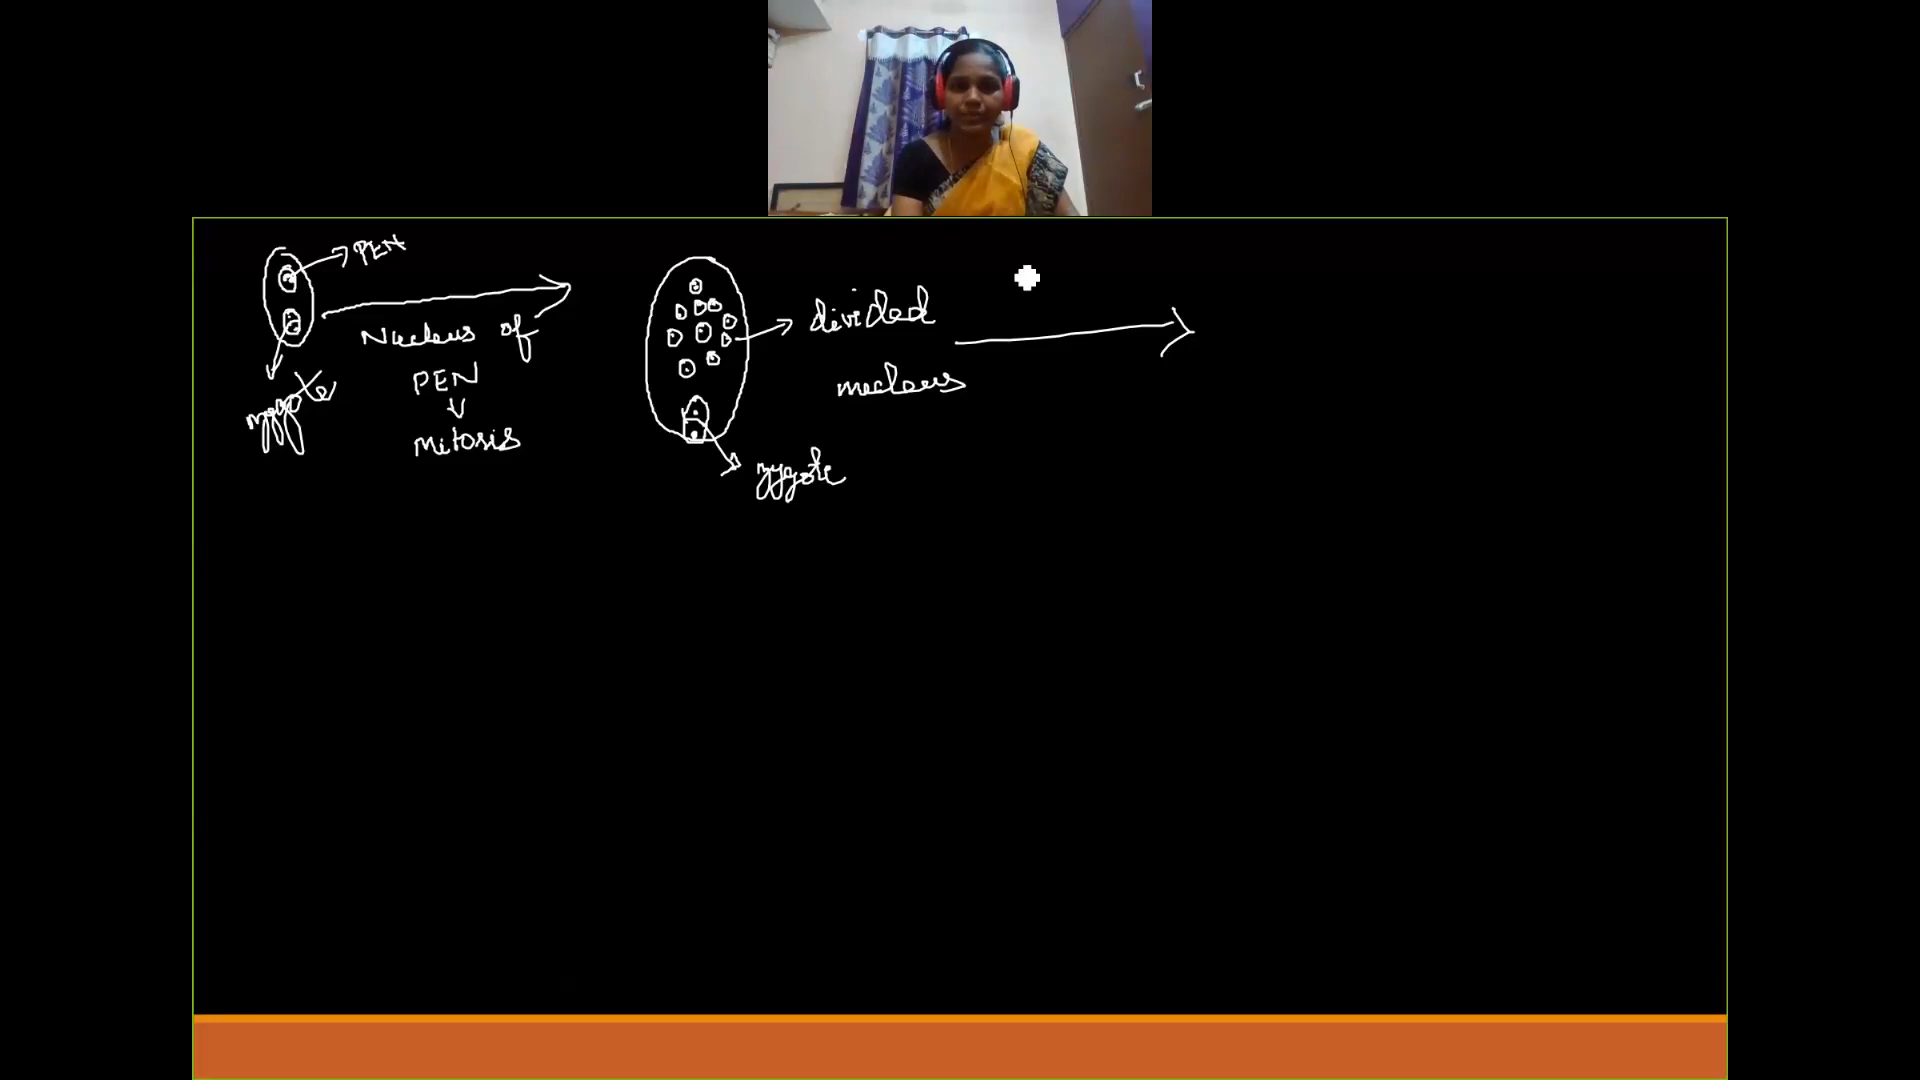 PEN
Nucleus of
PEN
mitosis
zygote
divided
nucleus
zygote